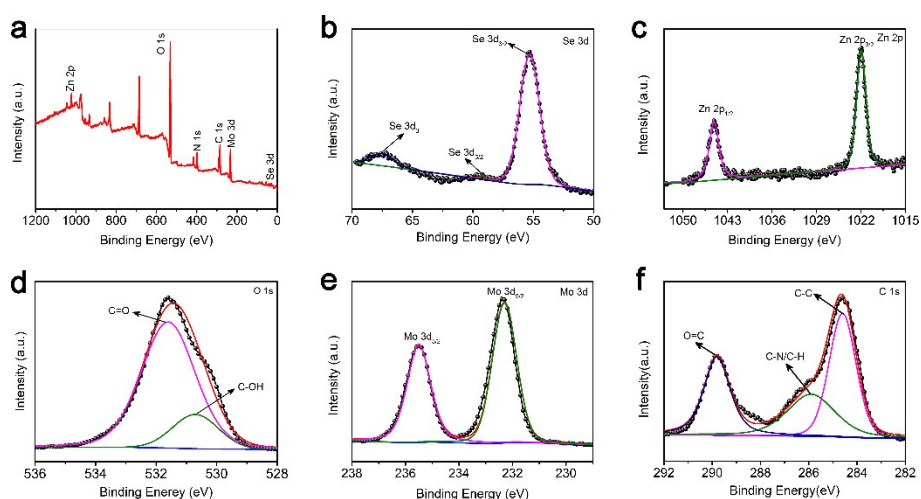 a
Intensity (a.u.)
Zn 2p
O 1s
N 1s
C 1s
Mo 3d
Se 3d
1200 1000 800 600 400 200 0
Binding Energy (eV)
b
Intensity (a.u.)
Se 3d5/2
Se 3d
Se 3d3/2
70 65 60 55 50
Binding Energy (eV)
c
Intensity (a.u.)
Zn 2p3/2
Zn 2p
Zn 2p1/2
1050 1043 1036 1029 1022 1015
Binding Energy (eV)
d
Intensity (a.u.)
O 1s
C=O
C-OH
536 534 532 530 528
Binding Enerey (eV)
e
Intensity (a.u.)
Mo 3d5/2
Mo 3d
Mo 3d3/2
238 236 234 232 230
Binding Energy (eV)
f
Intensity(a.u.)
C 1s
C-C
O=C
C-N/C-H
292 290 288 286 284 282
Binding Energy(eV)